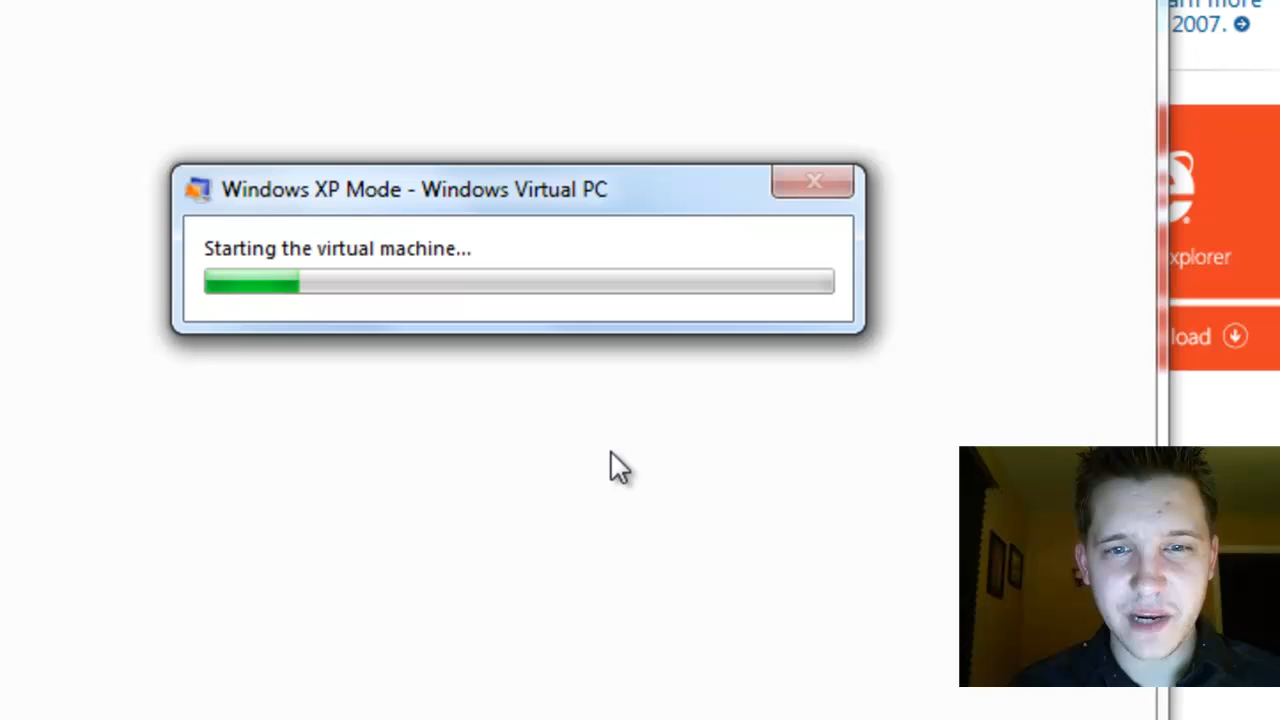 2007.
Windows XP Mode - Windows Virtual PC
Starting the virtual machine...
xplorer
load